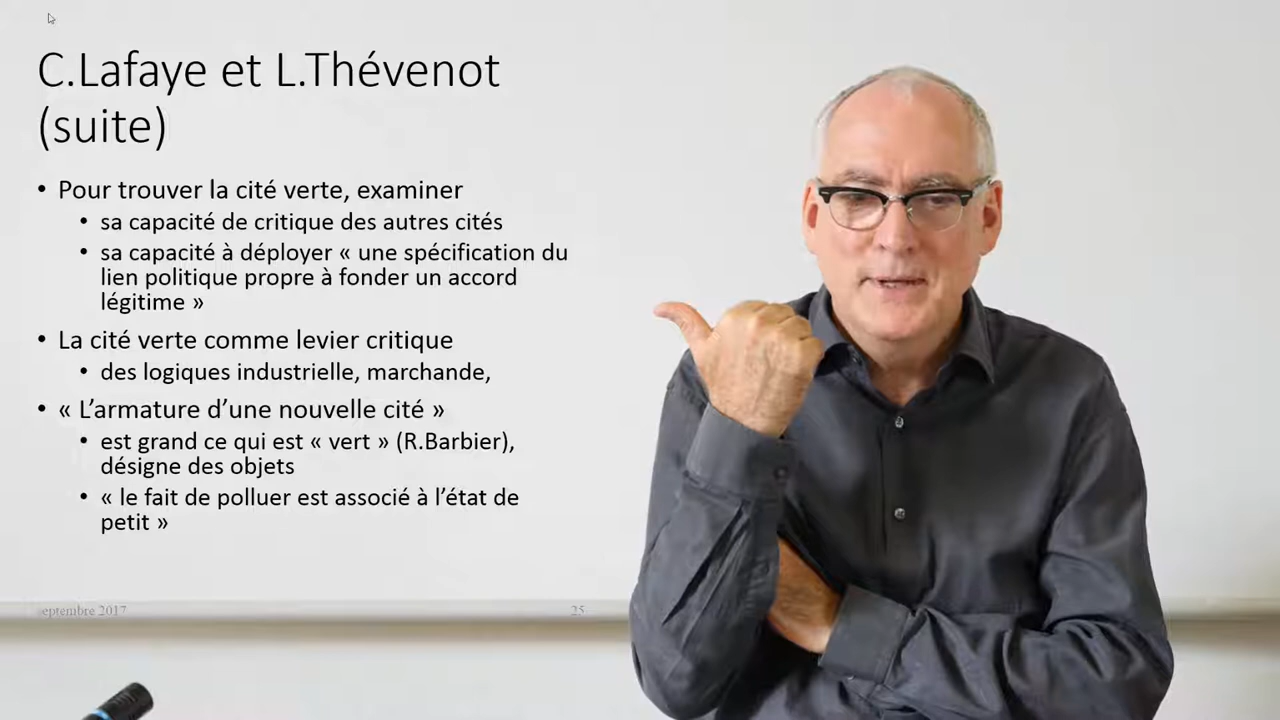 C.Lafaye et L.Thévenot
(suite)
• Pour trouver la cité verte, examiner
• sa capacité de critique des autres cités
• sa capacité à déployer « une spécification du
lien politique propre à fonder un accord
légitime »
• La cité verte comme levier critique
• des logiques industrielle, marchande,
• « L’armature d’une nouvelle cité »
• est grand ce qui est « vert » (R.Barbier),
désigne des objets
• « le fait de polluer est associé à l’état de
petit »
eptembre 2017
25